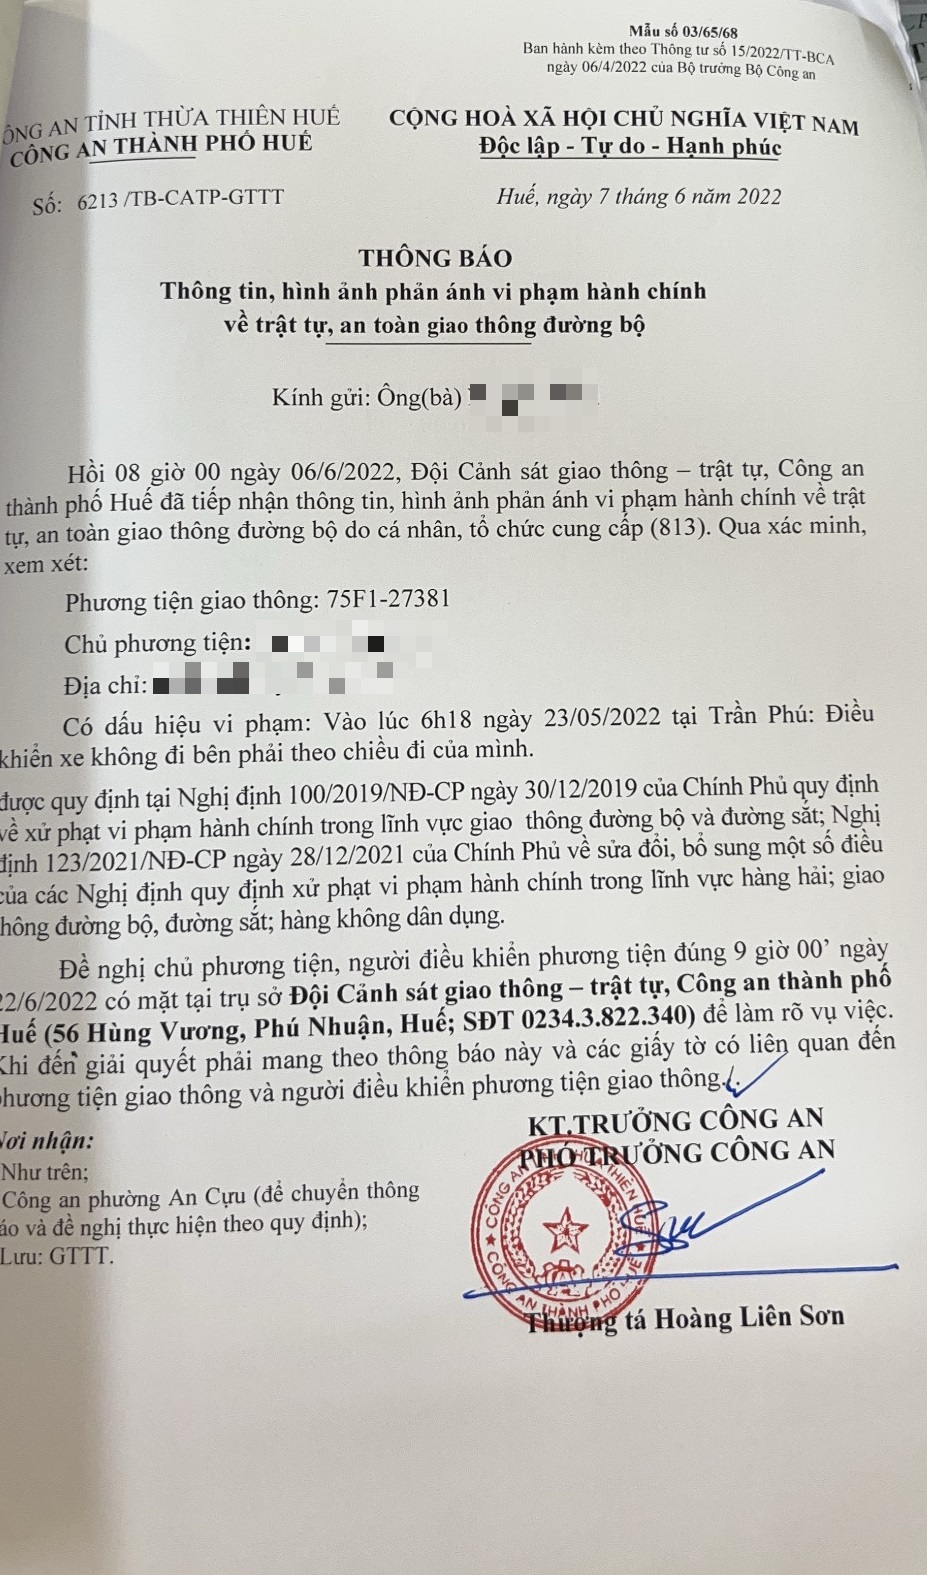 Mẫu số 03/65/68
Ban hành kèm theo Thông tư số 15/2022/TT-BCA
ngày 06/4/2022 của Bộ trưởng Bộ Công an
ÔNG AN TỈNH THỪA THIÊN HUẾ
CÔNG AN THÀNH PHỐ HUẾ
CỘNG HOÀ XÃ HỘI CHỦ NGHĨA VIỆT NAM
Độc lập - Tự do - Hạnh phúc
Số: 6213 /TB-CATP-GTTT
Huế, ngày 7 tháng 6 năm 2022
THÔNG BÁO
Thông tin, hình ảnh phản ánh vi phạm hành chính
về trật tự, an toàn giao thông đường bộ
Kính gửi: Ông(bà)
Hồi 08 giờ 00 ngày 06/6/2022, Đội Cảnh sát giao thông – trật tự, Công an
thành phố Huế đã tiếp nhận thông tin, hình ảnh phản ánh vi phạm hành chính về trật
tự, an toàn giao thông đường bộ do cá nhân, tổ chức cung cấp (813). Qua xác minh,
xem xét:
Phương tiện giao thông: 75F1-27381
Chủ phương tiện:
Địa chỉ:
Có dấu hiệu vi phạm: Vào lúc 6h18 ngày 23/05/2022 tại Trần Phú: Điều
khiển xe không đi bên phải theo chiều đi của mình.
được quy định tại Nghị định 100/2019/NĐ-CP ngày 30/12/2019 của Chính Phủ quy định
về xử phạt vi phạm hành chính trong lĩnh vực giao thông đường bộ và đường sắt; Nghị
định 123/2021/NĐ-CP ngày 28/12/2021 của Chính Phủ về sửa đổi, bổ sung một số điều
của các Nghị định quy định xử phạt vi phạm hành chính trong lĩnh vực hàng hải; giao
hông đường bộ, đường sắt; hàng không dân dụng.
Đề nghị chủ phương tiện, người điều khiển phương tiện đúng 9 giờ 00’ ngày
22/6/2022 có mặt tại trụ sở Đội Cảnh sát giao thông – trật tự, Công an thành phố
Huế (56 Hùng Vương, Phú Nhuận, Huế; SĐT 0234.3.822.340) để làm rõ vụ việc.
Khi đến giải quyết phải mang theo thông báo này và các giấy tờ có liên quan đến
phương tiện giao thông và người điều khiển phương tiện giao thông./.
KT.TRƯỞNG CÔNG AN
PHÓ TRƯỞNG CÔNG AN
Nơi nhận:
Như trên;
Công an phường An Cựu (để chuyển thông
áo và đề nghị thực hiện theo quy định);
Lưu: GTTT.
CÔNG AN TỈNH THỪA THIÊN HUẾ
CÔNG AN THÀNH PHỐ HUẾ
Thượng tá Hoàng Liên Sơn